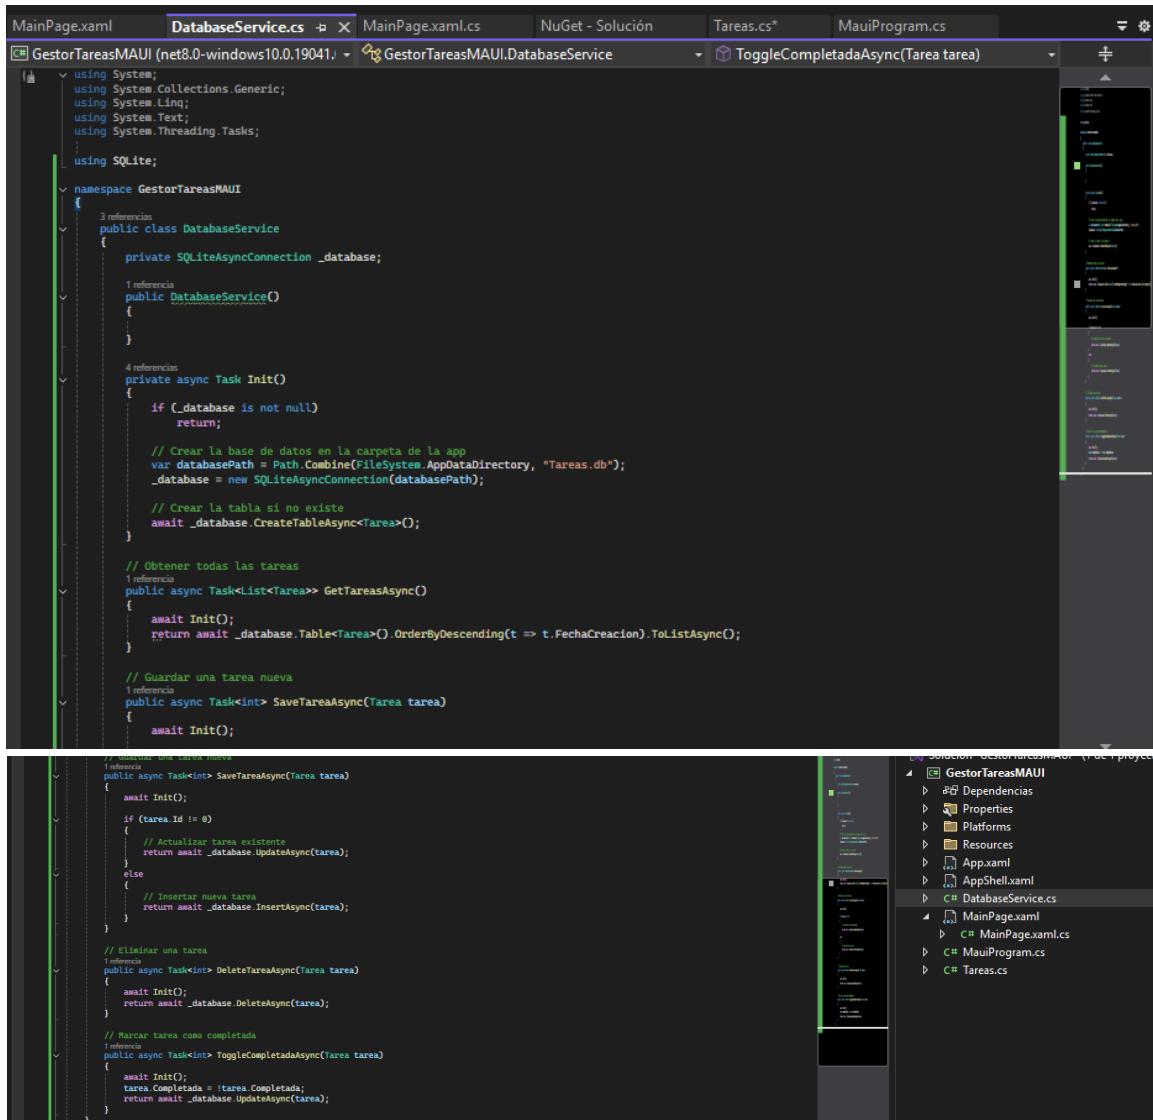 MainPage.xaml
DatabaseService.cs
MainPage.xaml.cs
NuGet - Solución
Tareas.cs*
MauiProgram.cs
GestorTareasMAUI (net8.0-windows10.0.19041.
GestorTareasMAUI.DatabaseService
ToggleCompletadaAsync(Tarea tarea)
using System;
using System.Collections.Generic;
using System.Linq;
using System.Text;
using System.Threading.Tasks;
using SQLite;
namespace GestorTareasMAUI
{
3 referencias
public class DatabaseService
{
private SQLiteAsyncConnection _database;
1 referencia
public DatabaseService()
{
}
4 referencias
private async Task Init()
{
if (_database is not null)
return;
// Crear la base de datos en la carpeta de la app
var databasePath = Path.Combine(FileSystem.AppDataDirectory, "Tareas.db");
_database = new SQLiteAsyncConnection(databasePath);
// Crear la tabla si no existe
await _database.CreateTableAsync<Tarea>();
}
// Obtener todas las tareas
1 referencia
public async Task<List<Tarea>> GetTareasAsync()
{
await Init();
return await _database.Table<Tarea>().OrderByDescending(t => t.FechaCreacion).ToListAsync();
}
// Guardar una tarea nueva
1 referencia
public async Task<int> SaveTareaAsync(Tarea tarea)
{
await Init();
// Guardar una tarea nueva
1 referencia
public async Task<int> SaveTareaAsync(Tarea tarea)
{
await Init();
if (tarea.Id != 0)
{
// Actualizar tarea existente
return await _database.UpdateAsync(tarea);
}
else
{
// Insertar nueva tarea
return await _database.InsertAsync(tarea);
}
}
// Eliminar una tarea
1 referencia
public async Task<int> DeleteTareaAsync(Tarea tarea)
{
await Init();
return await _database.DeleteAsync(tarea);
}
// Marcar tarea como completada
1 referencia
public async Task<int> ToggleCompletadaAsync(Tarea tarea)
{
await Init();
tarea.Completada = !tarea.Completada;
return await _database.UpdateAsync(tarea);
}
GestorTareasMAUI
Dependencias
Properties
Platforms
Resources
App.xaml
AppShell.xaml
C# DatabaseService.cs
MainPage.xaml
C# MainPage.xaml.cs
C# MauiProgram.cs
C# Tareas.cs